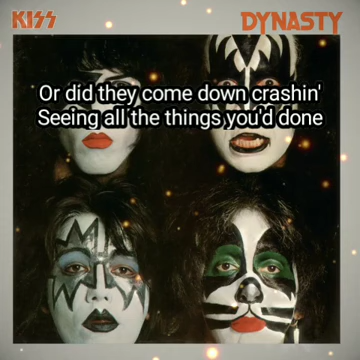 KISS DYNASTY
Or did they come down crashin'
Seeing all the things you'd done